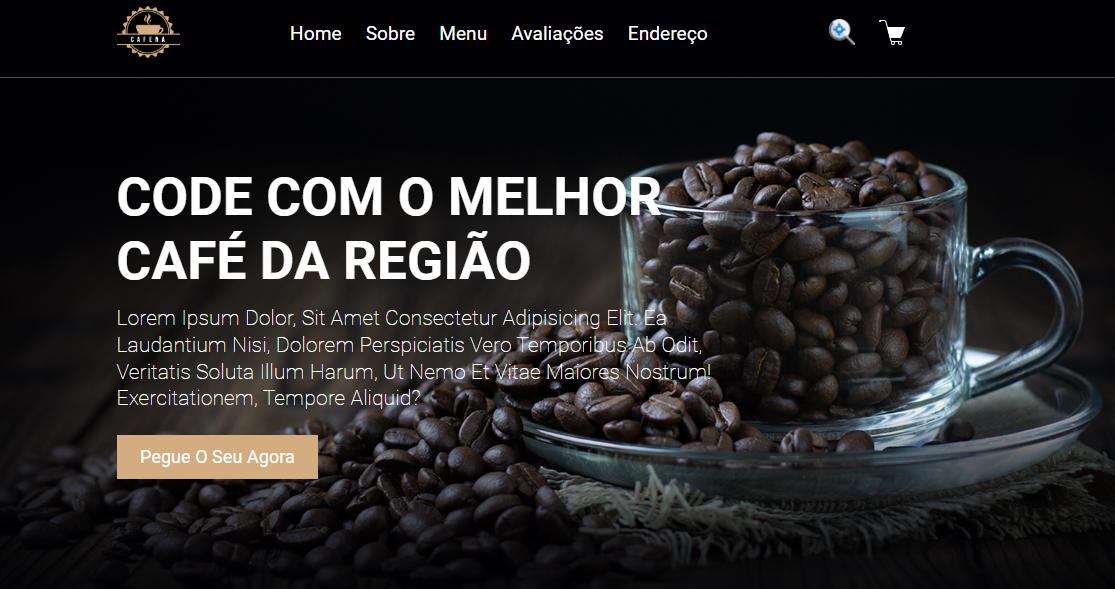 CAFENA
Home Sobre Menu Avaliações Endereço
CODE COM O MELHOR
CAFÉ DA REGIÃO
Lorem Ipsum Dolor, Sit Amet Consectetur Adipisicing Elit. Ea
Laudantium Nisi, Dolorem Perspiciatis Vero Temporibus Ab Odit,
Veritatis Soluta Illum Harum, Ut Nemo Et Vitae Maiores Nostrum!
Exercitationem, Tempore Aliquid?
Pegue O Seu Agora